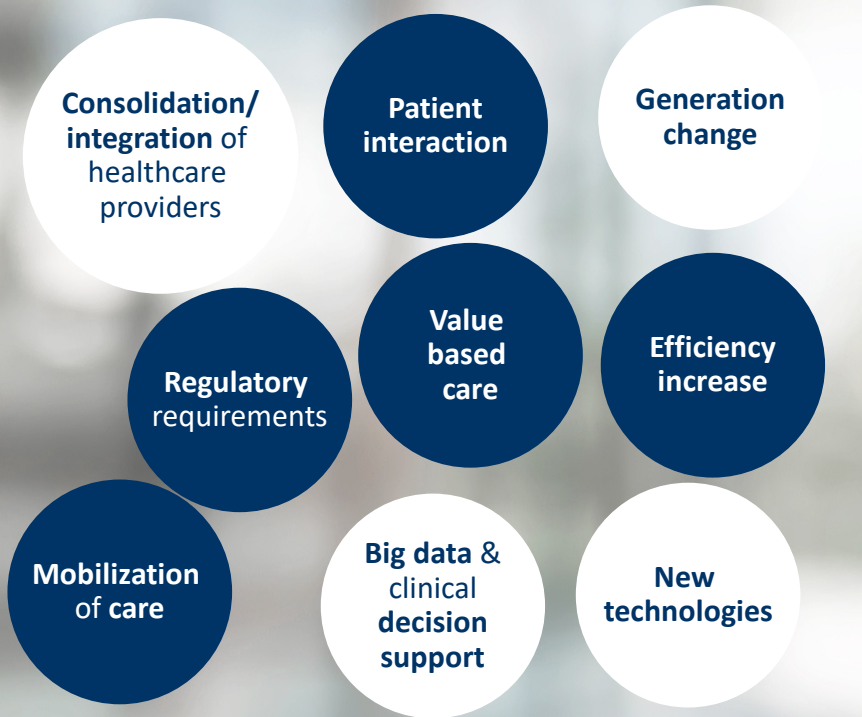 Consolidation/
integration of
healthcare
providers
Patient
interaction
Generation
change
Regulatory
requirements
Value
based
care
Efficiency
increase
Mobilization
of care
Big data &
clinical
decision
support
New
technologies